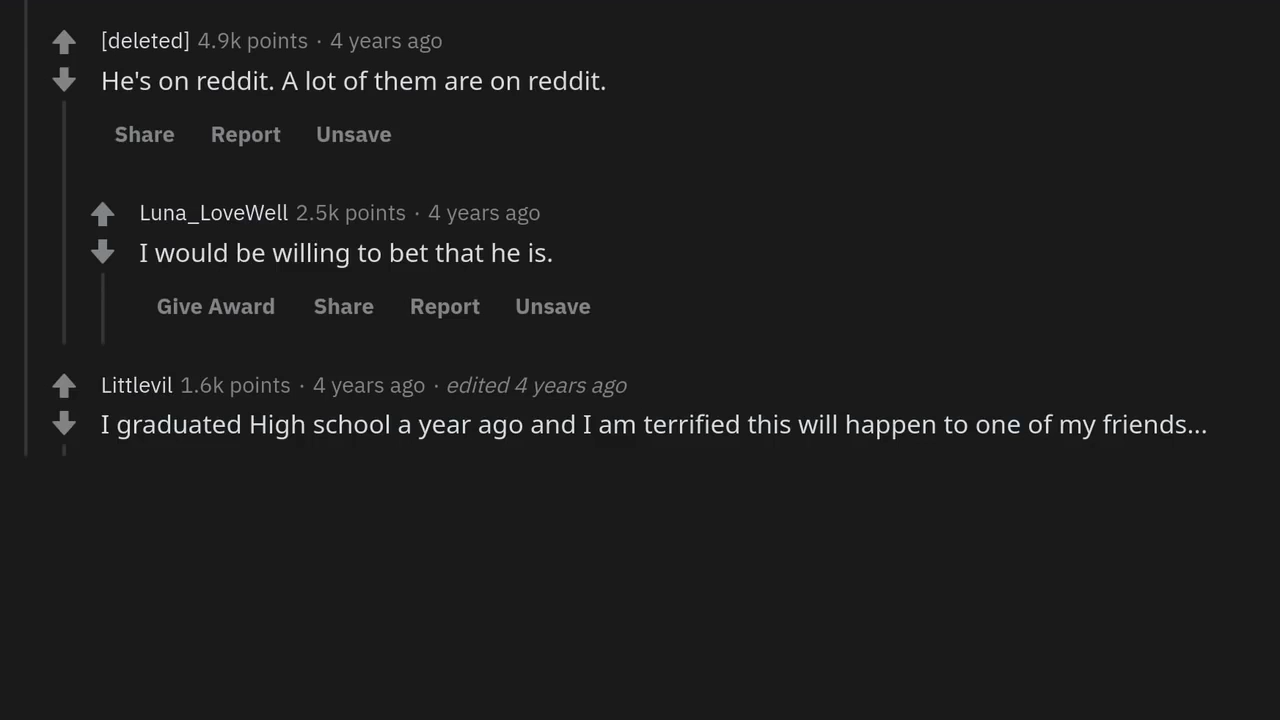 [deleted] 4.9k points · 4 years ago
He's on reddit. A lot of them are on reddit.
Share Report Unsave
Luna_LoveWell 2.5k points · 4 years ago
I would be willing to bet that he is.
Give Award Share Report Unsave
Littlevil 1.6k points · 4 years ago · edited 4 years ago
I graduated High school a year ago and I am terrified this will happen to one of my friends...